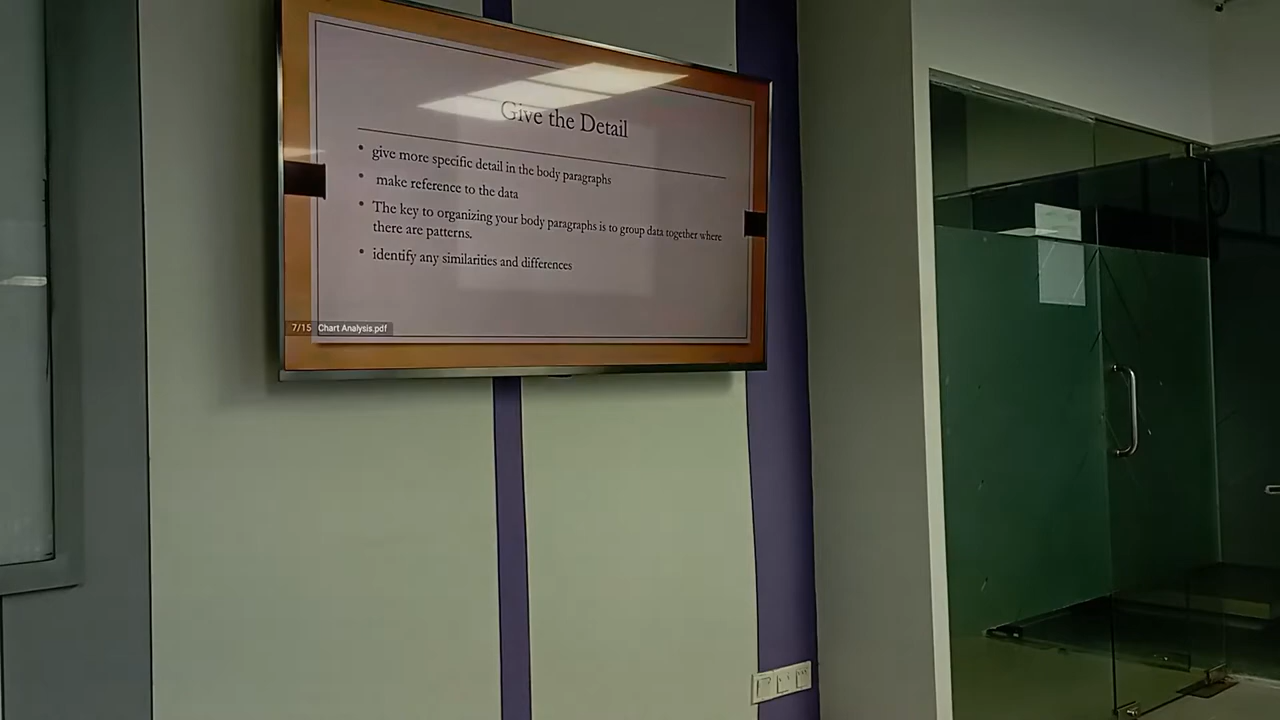 Give the Detail
• give more specific detail in the body paragraphs
• make reference to the data
• The key to organizing your body paragraphs is to group data together where
there are patterns.
• identify any similarities and differences
7/15 Chart Analysis.pdf